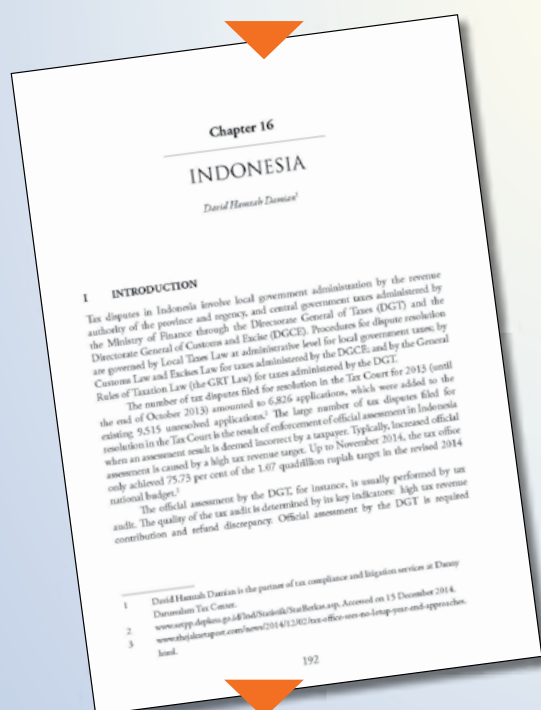 Chapter 16
INDONESIA
David Hamzah Damian¹
I INTRODUCTION
Tax disputes in Indonesia involve local government administration by the revenue
authority of the province and regency, and central government taxes administered by
the Ministry of Finance through the Directorate General of Taxes (DGT) and the
Directorate General of Customs and Excise (DGCE). Procedures for dispute resolution
are governed by Local Taxes Law at administrative level for local government taxes; by
Customs Law and Excises Law for taxes administered by the DGCE; and by the General
Rules of Taxation Law (the GRT Law) for taxes administered by the DGT.
The number of tax disputes filed for resolution in the Tax Court for 2013 (until
the end of October 2013) amounted to 6,826 applications, which were added to the
existing 9,515 unresolved applications.² The large number of tax disputes filed for
resolution in the Tax Court is the result of enforcement of official assessment in Indonesia
when an assessment result is deemed incorrect by a taxpayer. Typically, increased official
assessment is caused by a high tax revenue target. Up to November 2014, the tax office
only achieved 75.73 per cent of the 1.07 quadrillion rupiah target in the revised 2014
national budget.³
The official assessment by the DGT, for instance, is usually performed by tax
audit. The quality of the tax audit is determined by its key indicators: high tax revenue
contribution and refund discrepancy. Official assessment by the DGT is required
1 David Hamzah Damian is the partner of tax compliance and litigation services at Danny
Darussalam Tax Center.
2 www.setpp.depkeu.go.id/Ind/Statistik/StatBerkas.asp. Accessed on 15 December 2014.
3 www.thejakartapost.com/news/2014/12/02/tax-office-sees-no-letup-year-end-approaches.
html.
192